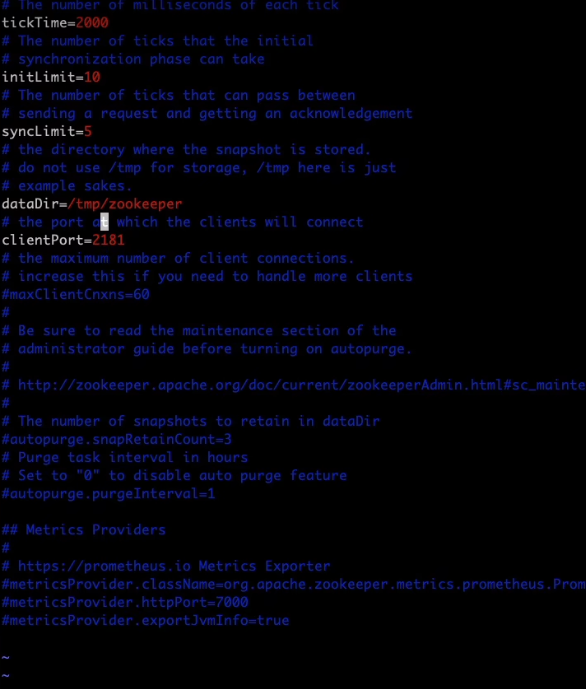 # The number of milliseconds of each tick
tickTime=2000
# The number of ticks that the initial
# synchronization phase can take
initLimit=10
# The number of ticks that can pass between
# sending a request and getting an acknowledgement
syncLimit=5
# the directory where the snapshot is stored.
# do not use /tmp for storage, /tmp here is just
# example sakes.
dataDir=/tmp/zookeeper
# the port at which the clients will connect
clientPort=2181
# the maximum number of client connections.
# increase this if you need to handle more clients
#maxClientCnxns=60
#
# Be sure to read the maintenance section of the
# administrator guide before turning on autopurge.
#
# http://zookeeper.apache.org/doc/current/zookeeperAdmin.html#sc_mainte
#
# The number of snapshots to retain in dataDir
#autopurge.snapRetainCount=3
# Purge task interval in hours
# Set to "0" to disable auto purge feature
#autopurge.purgeInterval=1
## Metrics Providers
#
# https://prometheus.io Metrics Exporter
#metricsProvider.className=org.apache.zookeeper.metrics.prometheus.Prom
#metricsProvider.httpPort=7000
#metricsProvider.exportJvmInfo=true
~
~